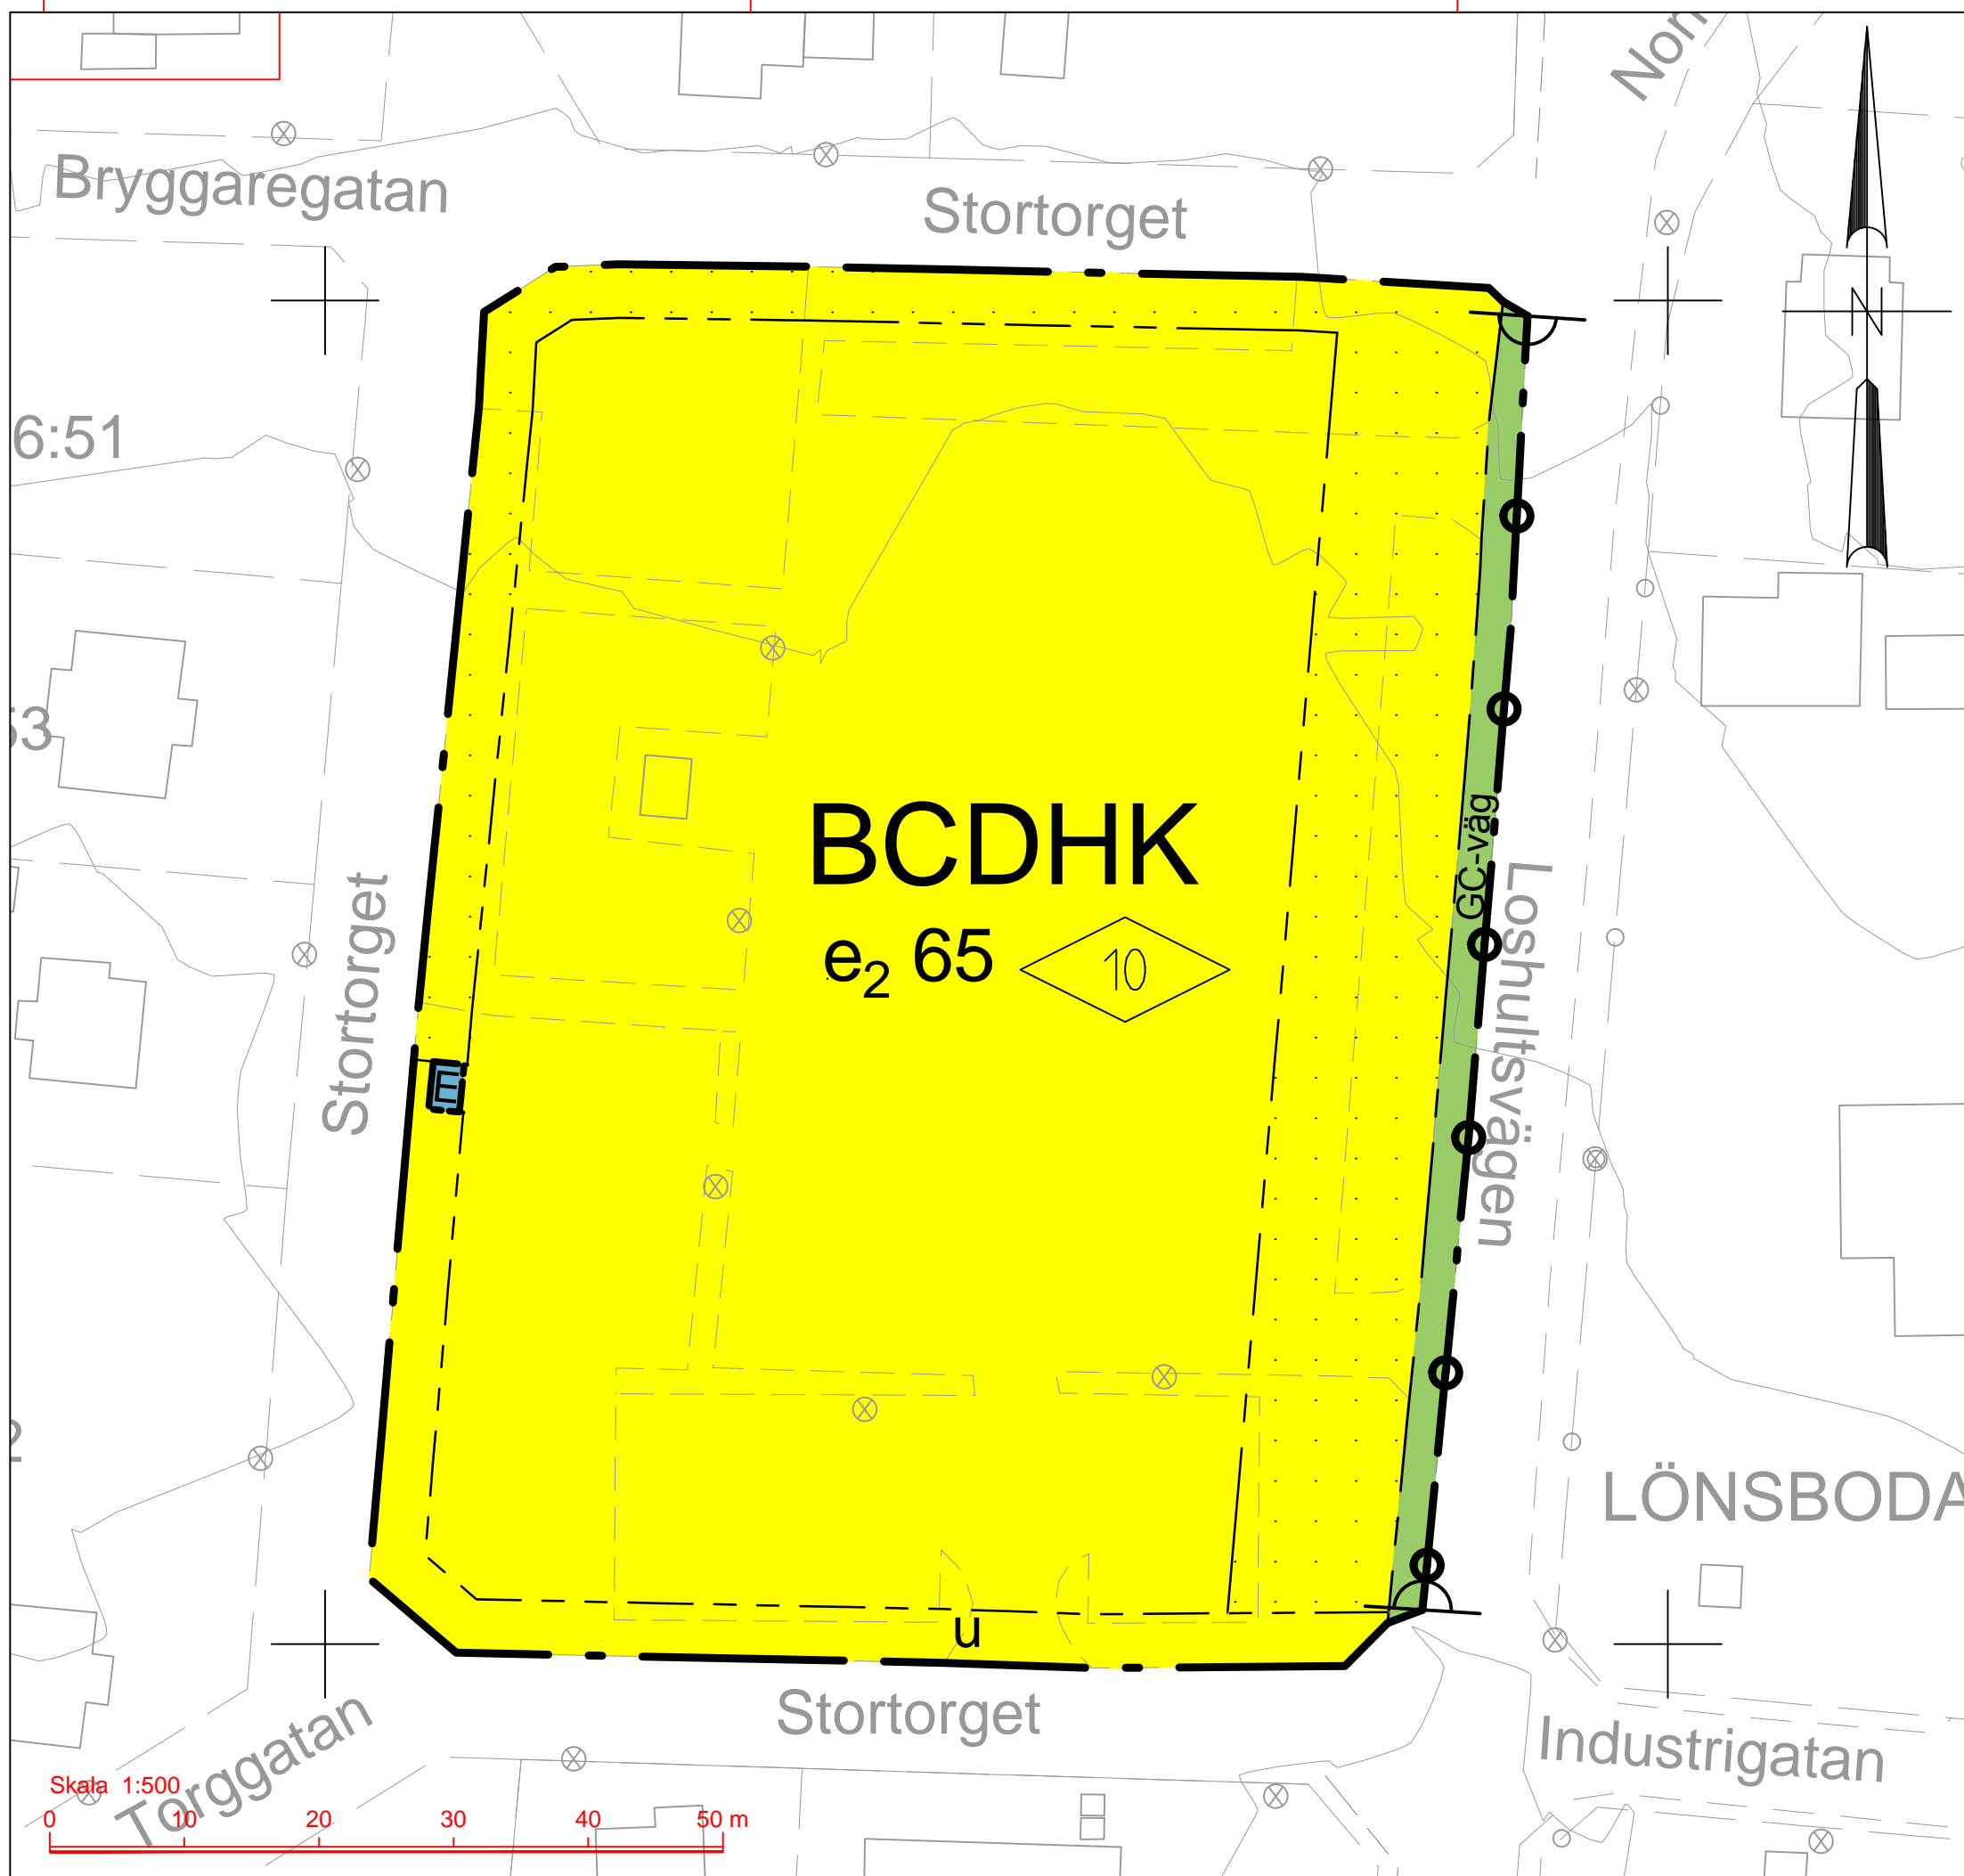 Bryggaregatan
Stortorget
N
6:51
53
BCDHK
e₂ 65
10
GC-väg
Stortorget
Loshultsvägen
E
LÖNSBODA
u
Stortorget
Industrigatan
Torggatan
Skala 1:500
0 10 20 30 40 50 m